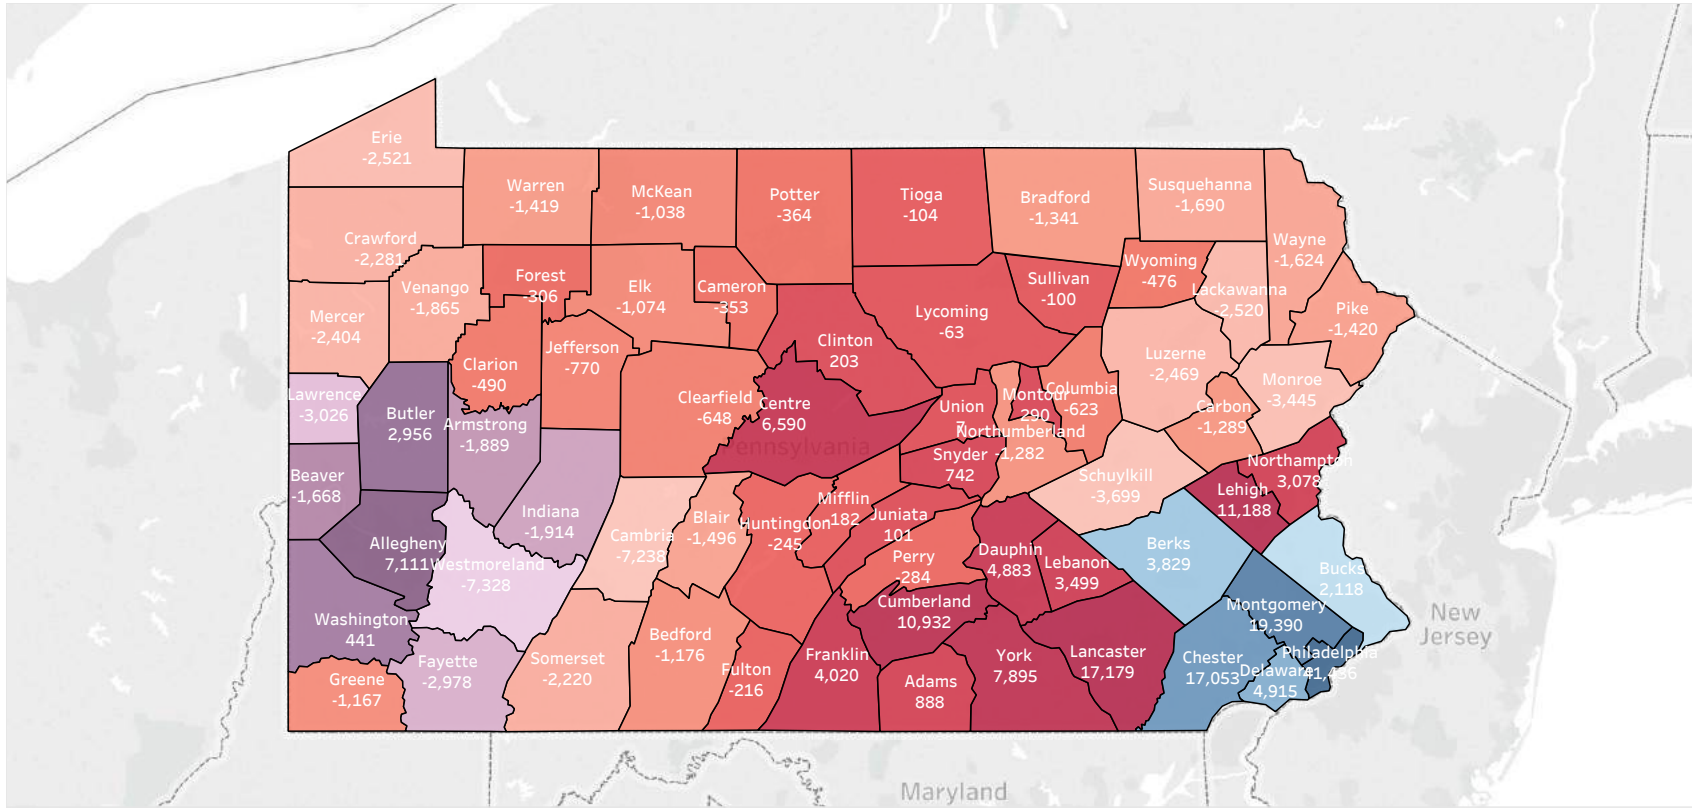 Erie
-2,521
Warren
-1,419
McKean
-1,038
Potter
-364
Tioga
-104
Bradford
-1,341
Susquehanna
-1,690
Wayne
-1,624
Crawford
-2,281
Venango
-1,865
Forest
-306
Elk
-1,074
Cameron
-353
Sullivan
-100
Wyoming
-476
Lackawanna
-2,520
Pike
-1,420
Mercer
-2,404
Clarion
-490
Jefferson
-770
Clinton
203
Lycoming
-63
Luzerne
-2,469
Monroe
-3,445
Lawrence
-3,026
Butler
2,956
Armstrong
-1,889
Clearfield
-648
Centre
6,590
Pennsylvania
Union
7
Montour
290
Columbia
-623
Northumberland
-1,282
Carbon
-1,289
Snyder
742
Schuylkill
-3,699
Northampton
3,078
Lehigh
11,188
Beaver
-1,668
Indiana
-1,914
Cambria
-7,238
Blair
-1,496
Huntingdon
-245
Mifflin
-182
Juniata
101
Allegheny
7,111
Westmoreland
-7,328
Perry
284
Dauphin
4,883
Lebanon
3,499
Berks
3,829
Bucks
2,118
Washington
441
Fayette
-2,978
Greene
-1,167
Somerset
-2,220
Bedford
-1,176
Fulton
-216
Franklin
4,020
Cumberland
10,932
Adams
888
York
7,895
Lancaster
17,179
Chester
17,053
Montgomery
19,390
Delaware
4,915
Philadelphia
New
Jersey
Maryland